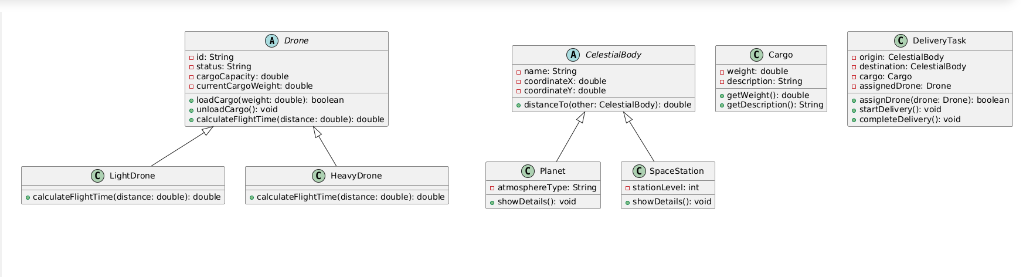 A Drone
id: String
status: String
cargoCapacity: double
currentCargoWeight: double
loadCargo(weight: double): boolean
unloadCargo(): void
calculateFlightTime(distance: double): double
A CelestialBody
name: String
coordinateX: double
coordinateY: double
distanceTo(other: CelestialBody): double
C Cargo
weight: double
description: String
getWeight(): double
getDescription(): String
C DeliveryTask
origin: CelestialBody
destination: CelestialBody
cargo: Cargo
assignedDrone: Drone
assignDrone(drone: Drone): boolean
startDelivery(): void
completeDelivery(): void
C LightDrone
calculateFlightTime(distance: double): double
C HeavyDrone
calculateFlightTime(distance: double): double
C Planet
atmosphereType: String
showDetails(): void
C SpaceStation
stationLevel: int
showDetails(): void